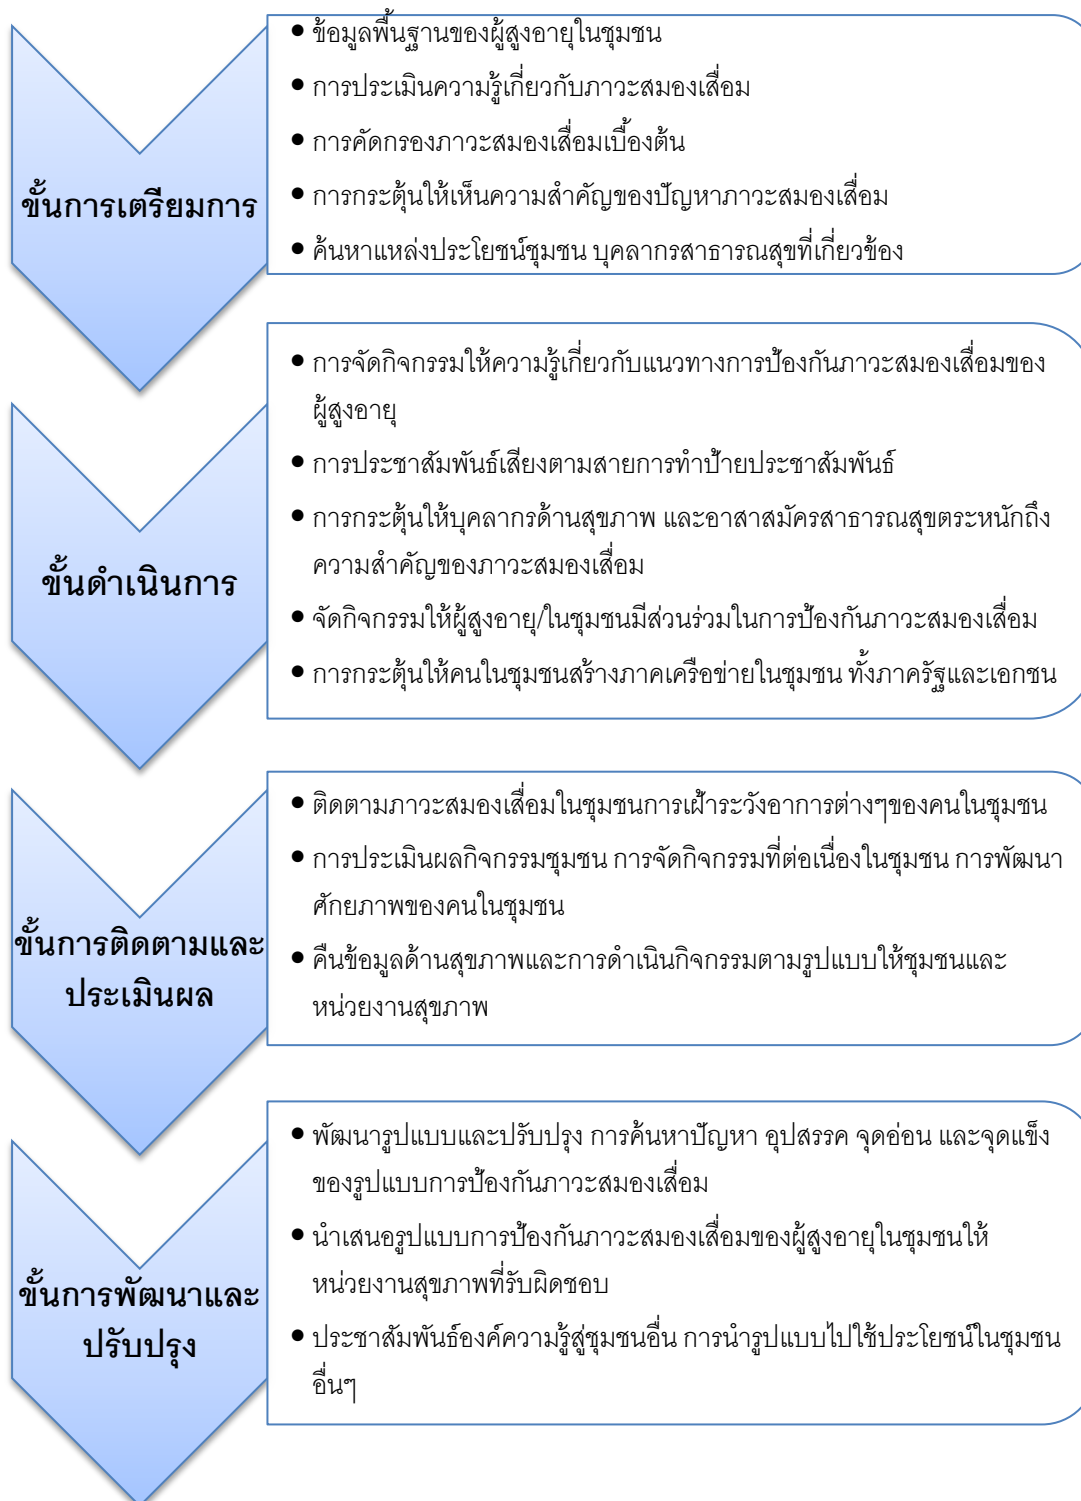 ขั้นการเตรียมการ
• ข้อมูลพื้นฐานของผู้สูงอายุในชุมชน
• การประเมินความรู้เกี่ยวกับภาวะสมองเสื่อม
• การคัดกรองภาวะสมองเสื่อมเบื้องต้น
• การกระตุ้นให้เห็นความสำคัญของปัญหาภาวะสมองเสื่อม
• ค้นหาแหล่งประโยชน์ชุมชน บุคลากรสาธารณสุขที่เกี่ยวข้อง
ขั้นดำเนินการ
• การจัดกิจกรรมให้ความรู้เกี่ยวกับแนวทางการป้องกันภาวะสมองเสื่อมของ
ผู้สูงอายุ
• การประชาสัมพันธ์เสียงตามสายการทำป้ายประชาสัมพันธ์
• การกระตุ้นให้บุคลากรด้านสุขภาพ และอาสาสมัครสาธารณสุขตระหนักถึง
ความสำคัญของภาวะสมองเสื่อม
• จัดกิจกรรมให้ผู้สูงอายุ/ในชุมชนมีส่วนร่วมในการป้องกันภาวะสมองเสื่อม
• การกระตุ้นให้คนในชุมชนสร้างภาคเครือข่ายในชุมชน ทั้งภาครัฐและเอกชน
ขั้นการติดตามและ
ประเมินผล
• ติดตามภาวะสมองเสื่อมในชุมชนการเฝ้าระวังอาการต่างๆของคนในชุมชน
• การประเมินผลกิจกรรมชุมชน การจัดกิจกรรมที่ต่อเนื่องในชุมชน การพัฒนา
ศักยภาพของคนในชุมชน
• คืนข้อมูลด้านสุขภาพและการดำเนินกิจกรรมตามรูปแบบให้ชุมชนและ
หน่วยงานสุขภาพ
ขั้นการพัฒนาและ
ปรับปรุง
• พัฒนารูปแบบและปรับปรุง การค้นหาปัญหา อุปสรรค จุดอ่อน และจุดแข็ง
ของรูปแบบการป้องกันภาวะสมองเสื่อม
• นำเสนอรูปแบบการป้องกันภาวะสมองเสื่อมของผู้สูงอายุในชุมชนให้
หน่วยงานสุขภาพที่รับผิดชอบ
• ประชาสัมพันธ์องค์ความรู้สู่ชุมชนอื่น การนำรูปแบบไปใช้ประโยชน์ในชุมชน
อื่นๆ